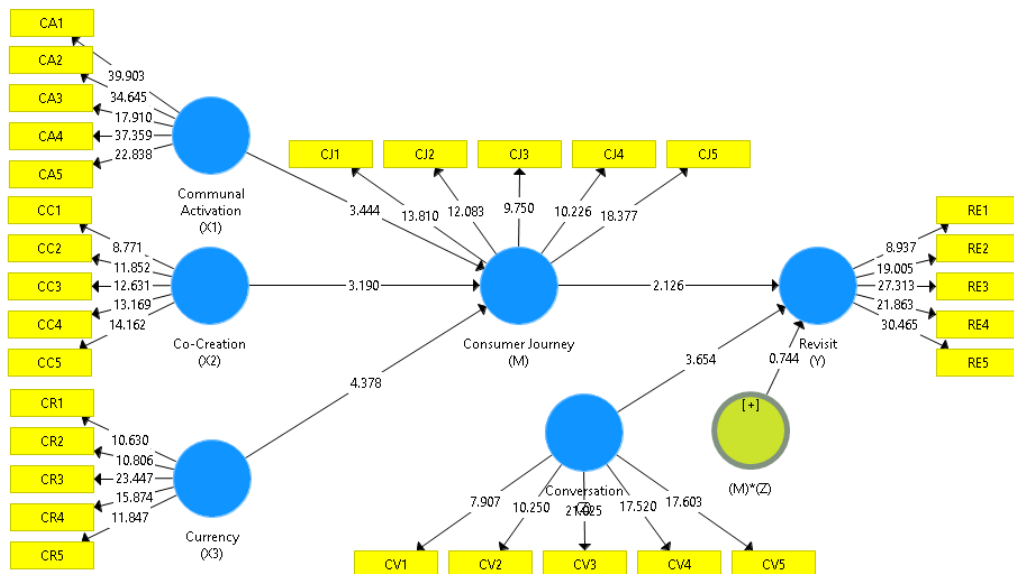 CA1
CA2
CA3
CA4
CA5
39.903
34.645
17.910
37.359
22.838
Communal
Activation
(X1)
CC1
CC2
CC3
CC4
CC5
8.771
11.852
12.631
13.169
14.162
Co-Creation
(X2)
CR1
CR2
CR3
CR4
CR5
10.630
10.806
23.447
15.874
11.847
Currency
(X3)
3.444
3.190
4.378
CJ1
CJ2
CJ3
CJ4
CJ5
13.810
12.083
9.750
10.226
18.377
Consumer Journey
(M)
2.126
3.654
0.744
Revisit
(Y)
8.937
19.005
27.313
21.863
30.465
RE1
RE2
RE3
RE4
RE5
[+]
(M)*(Z)
Conversation
7.907
10.250
21.025
17.520
17.603
CV1
CV2
CV3
CV4
CV5